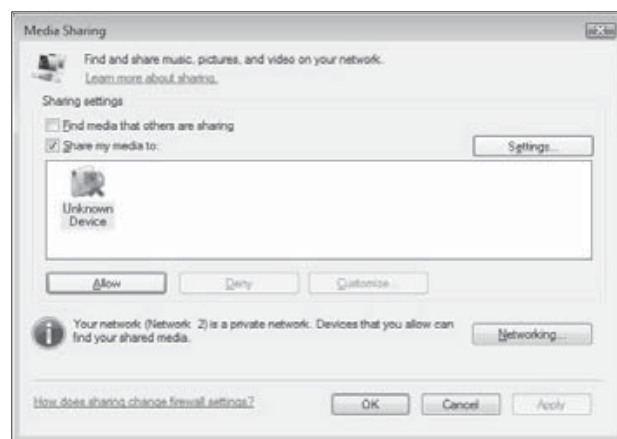 Media Sharing
Find and share music, pictures, and video on your network.
Learn more about sharing.
Sharing settings
Find media that others are sharing
Share my media to:
Settings...
Unknown
Device
Allow
Deny
Customize...
Your network (Network 2) is a private network. Devices that you allow can
find your shared media.
Networking...
How does sharing change firewall settings?
OK
Cancel
Apply